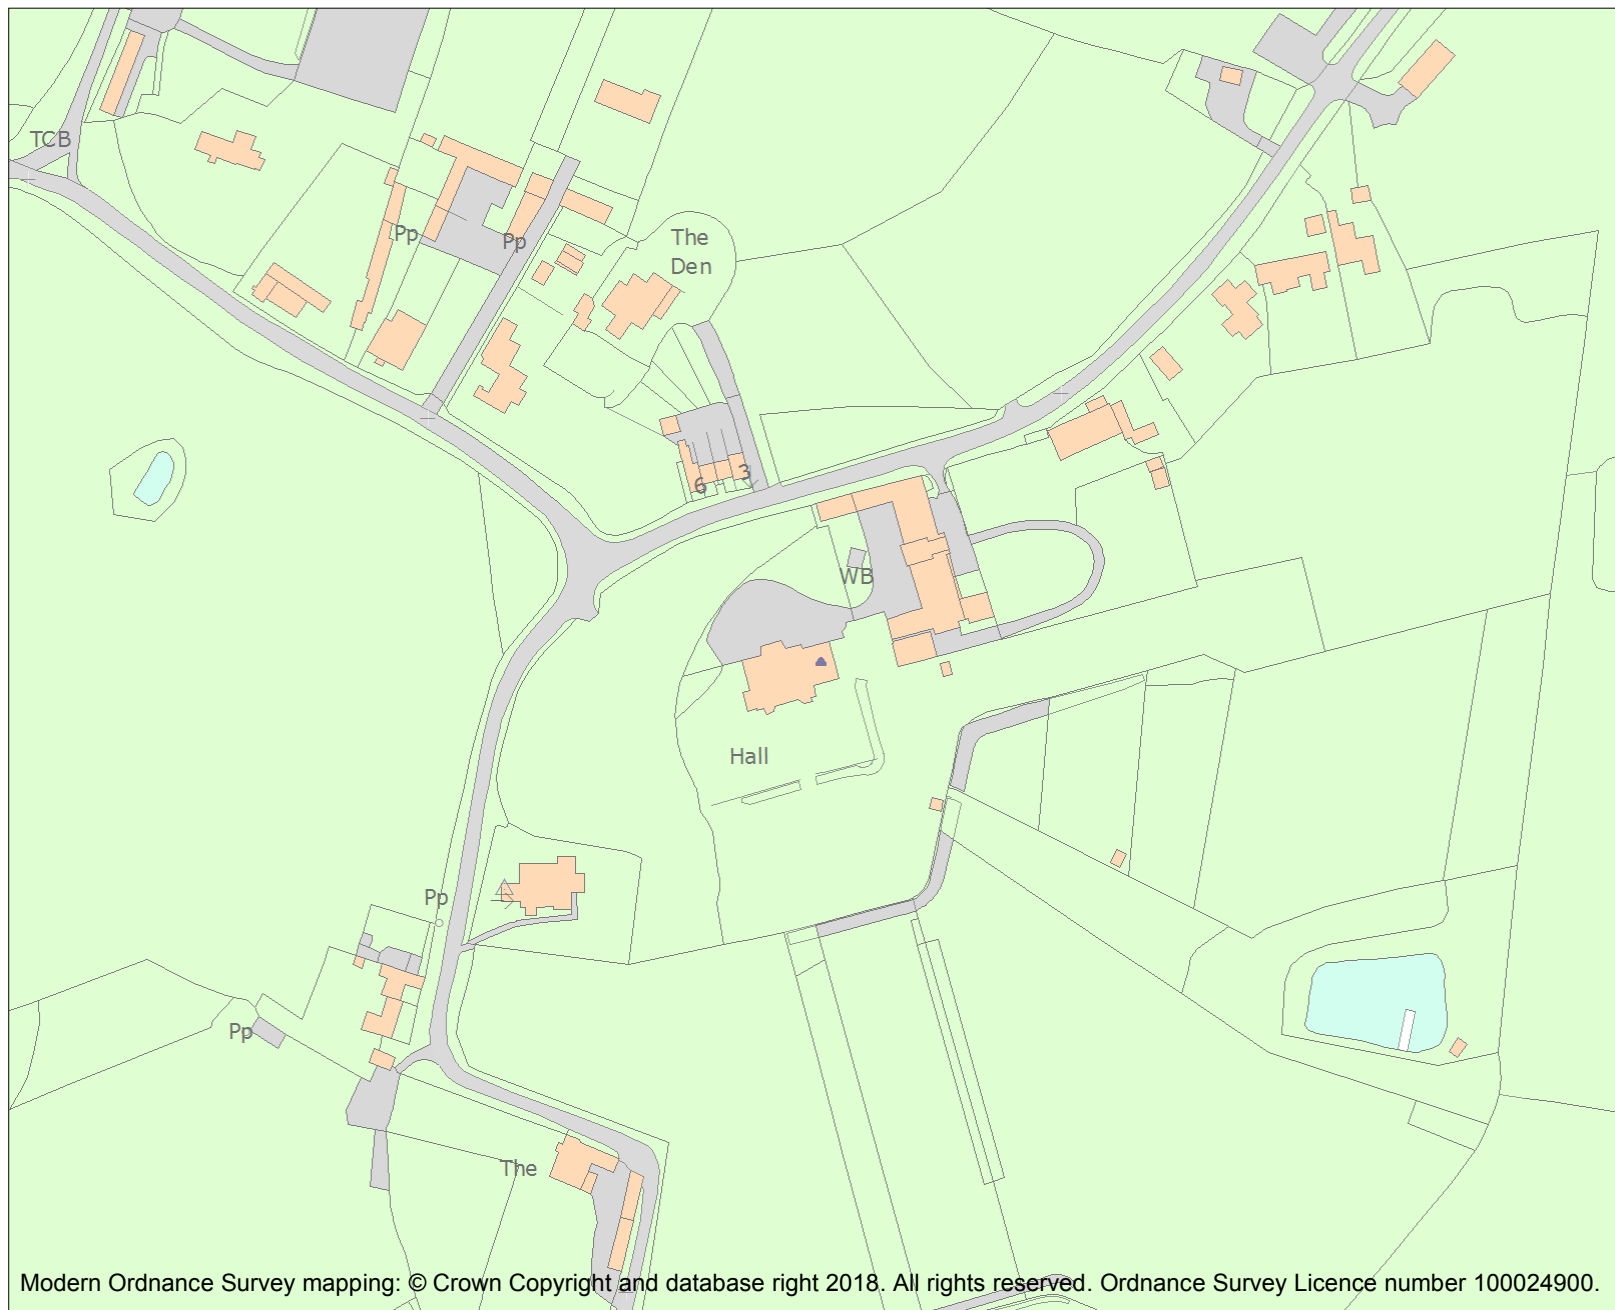 TCB
Pp
Pp
The
Den
3
6
WB
Hall
Pp
Pp
The
Modern Ordnance Survey mapping: © Crown Copyright and database right 2018. All rights reserved. Ordnance Survey Licence number 100024900.